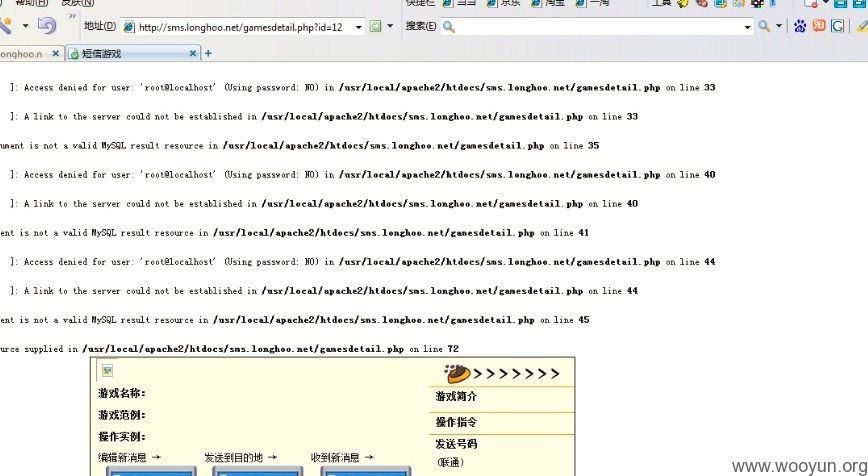 帮助(H) 皮肤(N)
快捷栏 当当 京东 淘宝 一淘 工具
地址(D) http://sms.longhoo.net/gamesdetail.php?id=12 搜索(E)
onghoo.n 短信游戏
]: Access denied for user: 'root@localhost' (Using password: NO) in /usr/local/apache2/htdocs/sms.longhoo.net/gamesdetail.php on line 33
]: A link to the server could not be established in /usr/local/apache2/htdocs/sms.longhoo.net/gamesdetail.php on line 33
ument is not a valid MySQL result resource in /usr/local/apache2/htdocs/sms.longhoo.net/gamesdetail.php on line 35
]: Access denied for user: 'root@localhost' (Using password: NO) in /usr/local/apache2/htdocs/sms.longhoo.net/gamesdetail.php on line 40
]: A link to the server could not be established in /usr/local/apache2/htdocs/sms.longhoo.net/gamesdetail.php on line 40
ent is not a valid MySQL result resource in /usr/local/apache2/htdocs/sms.longhoo.net/gamesdetail.php on line 41
]: Access denied for user: 'root@localhost' (Using password: NO) in /usr/local/apache2/htdocs/sms.longhoo.net/gamesdetail.php on line 44
]: A link to the server could not be established in /usr/local/apache2/htdocs/sms.longhoo.net/gamesdetail.php on line 44
ent is not a valid MySQL result resource in /usr/local/apache2/htdocs/sms.longhoo.net/gamesdetail.php on line 45
urce supplied in /usr/local/apache2/htdocs/sms.longhoo.net/gamesdetail.php on line 72
游戏名称:
游戏范例:
操作实例:
编辑新消息 → 发送到目的地 → 收到新消息 →
>>>>>>>
游戏简介
操作指令
发送号码
(联通)
www.wooyun.org